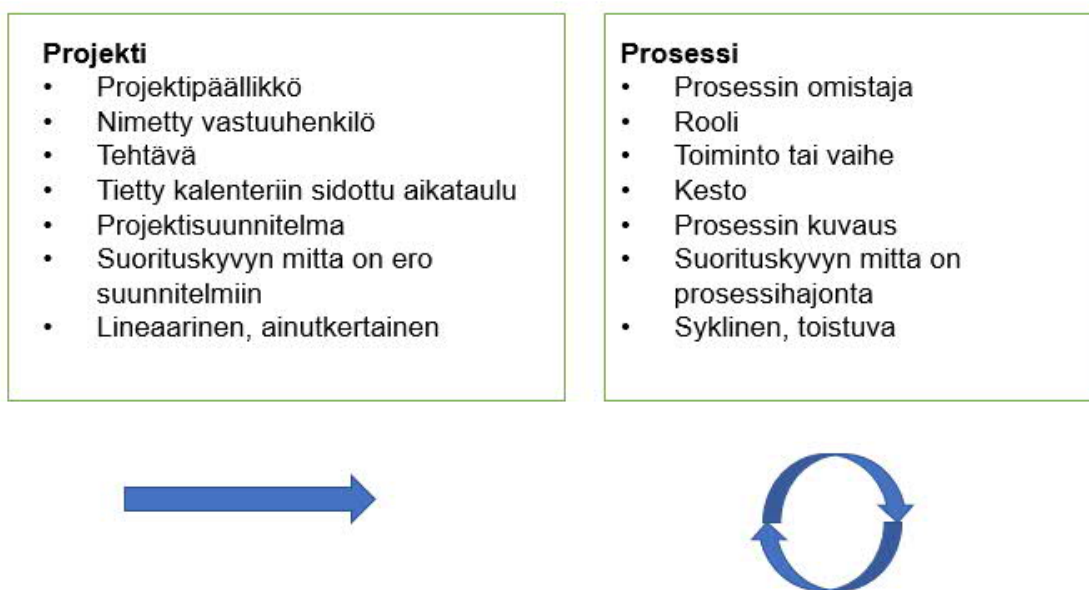 Projekti
• Projektipäällikkö
• Nimetty vastuuhenkilö
• Tehtävä
• Tietty kalenteriin sidottu aikataulu
• Projektisuunnitelma
• Suorituskyvyn mitta on ero
suunnitelmiin
• Lineaarinen, ainutkertainen
Prosessi
• Prosessin omistaja
• Rooli
• Toiminto tai vaihe
• Kesto
• Prosessin kuvaus
• Suorituskyvyn mitta on
prosessihajonta
• Syklinen, toistuva